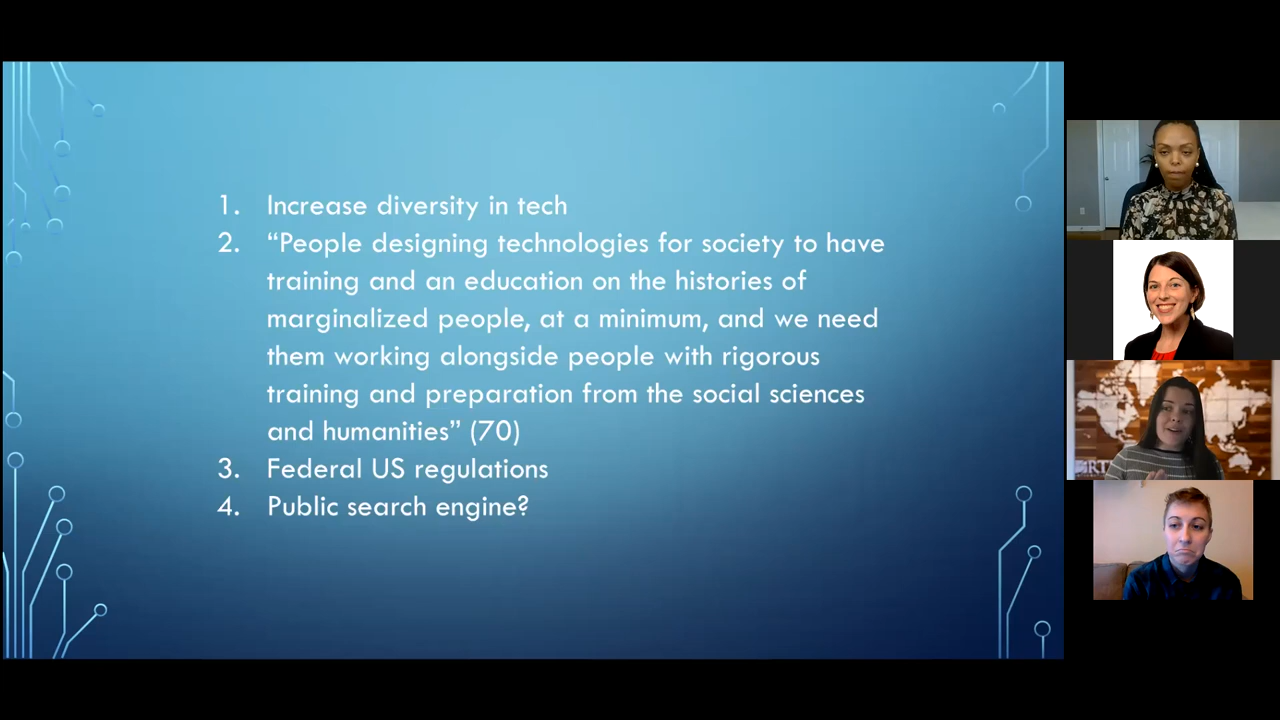 1. Increase diversity in tech
2. “People designing technologies for society to have
training and an education on the histories of
marginalized people, at a minimum, and we need
them working alongside people with rigorous
training and preparation from the social sciences
and humanities” (70)
3. Federal US regulations
4. Public search engine?